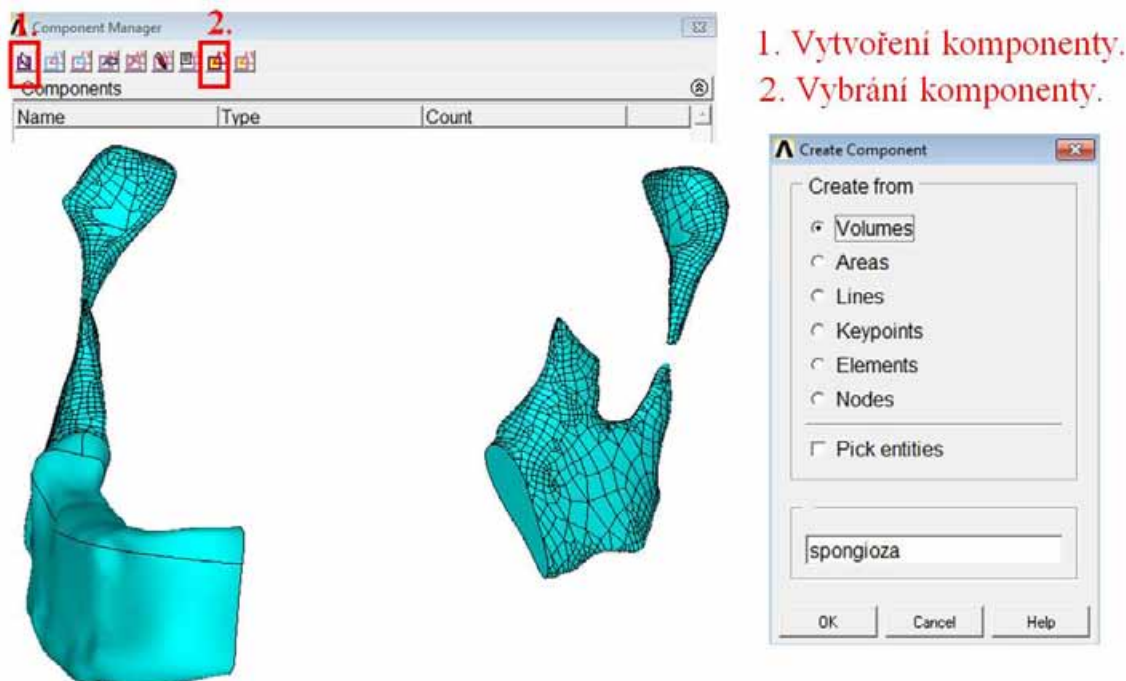 1.
2.
Component Manager
Components
Name Type Count
1. Vytvoření komponenty.
2. Vybrání komponenty.
Create Component
Create from
Volumes
Areas
Lines
Keypoints
Elements
Nodes
Pick entities
spongioza
OK Cancel Help